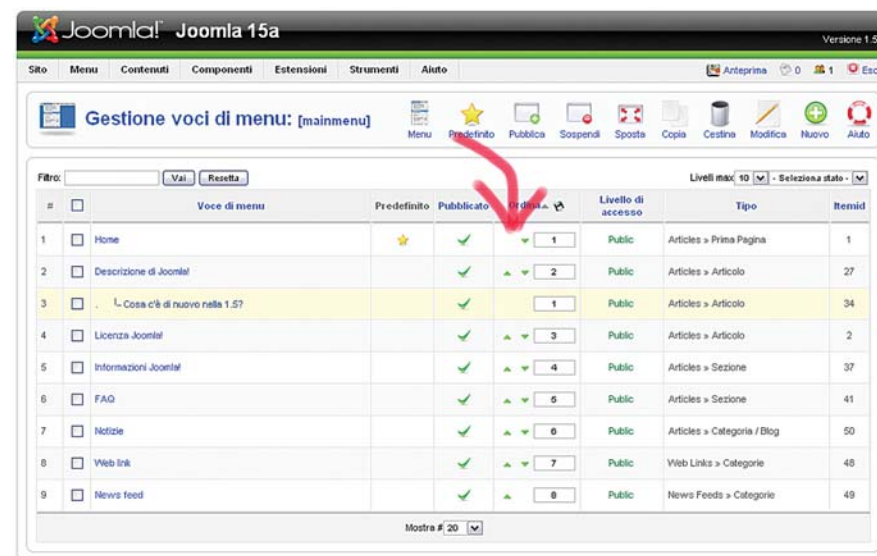 Joomla! Joomla 15a
Versione 1.5
Sito Menu Contenuti Componenti Estensioni Strumenti Aiuto Anteprima 0 1 Esc
Gestione voci di menu: [mainmenu]
Menu Predefinito Pubblica Sospendi Sposta Copia Cestina Modifica Nuovo Aiuto
Filtro: Vai Resetta Livelli max 10 - Seleziona stato -
# Voce di menu Predefinito Pubblicato Ordina Livello di accesso Tipo Itemid
1 Home 1 Public Articles » Prima Pagina 1
2 Descrizione di Joomla! 2 Public Articles » Articolo 27
3 . Cosa c'è di nuovo nella 1.5? 1 Public Articles » Articolo 34
4 Licenza Joomla! 3 Public Articles » Articolo 2
5 Informazioni Joomla! 4 Public Articles » Sezione 37
6 FAQ 5 Public Articles » Sezione 41
7 Notizie 6 Public Articles » Categoria / Blog 50
8 Web link 7 Public Web Links » Categorie 48
9 News feed 8 Public News Feeds » Categorie 49
Mostra # 20